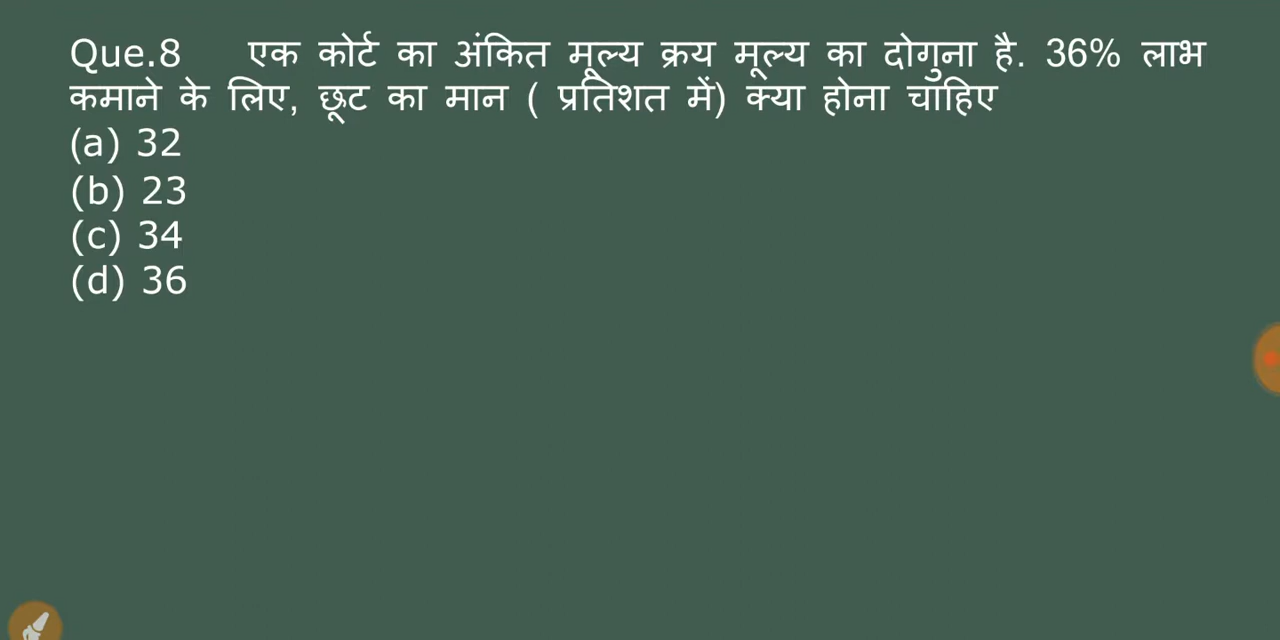 Que.8 एक कोर्ट का अंकित मूल्य क्रय मूल्य का दोगुना है. 36% लाभ
कमाने के लिए, छूट का मान ( प्रतिशत में) क्या होना चाहिए
(a) 32
(b) 23
(c) 34
(d) 36